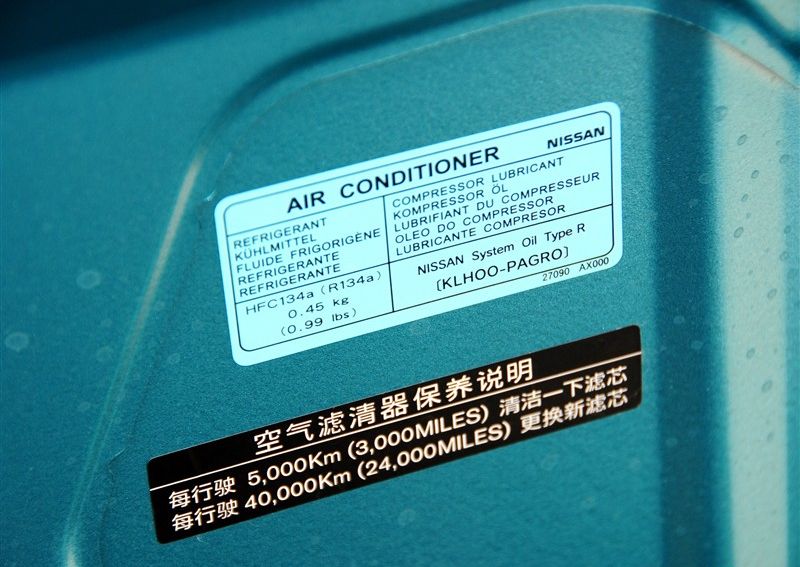 AIR CONDITIONER NISSAN
REFRIGERANT
KÜHLMITTEL
FLUIDE FRIGORIGÈNE
REFRIGERANTE
REFRIGERANTE
COMPRESSOR LUBRICANT
KOMPRESSOR ÖL
LUBRIFIANT DU COMPRESSEUR
OLEO DO COMPRESSOR
LUBRICANTE COMPRESOR
HFC134a (R134a)
0.45 kg
(0.99 lbs)
NISSAN System Oil Type R
[KLHOO-PAGRO]
27090 AX000
空气滤清器保养说明
每行驶 5,000Km (3,000MILES) 清洁一下滤芯
每行驶 40,000Km (24,000MILES) 更换新滤芯